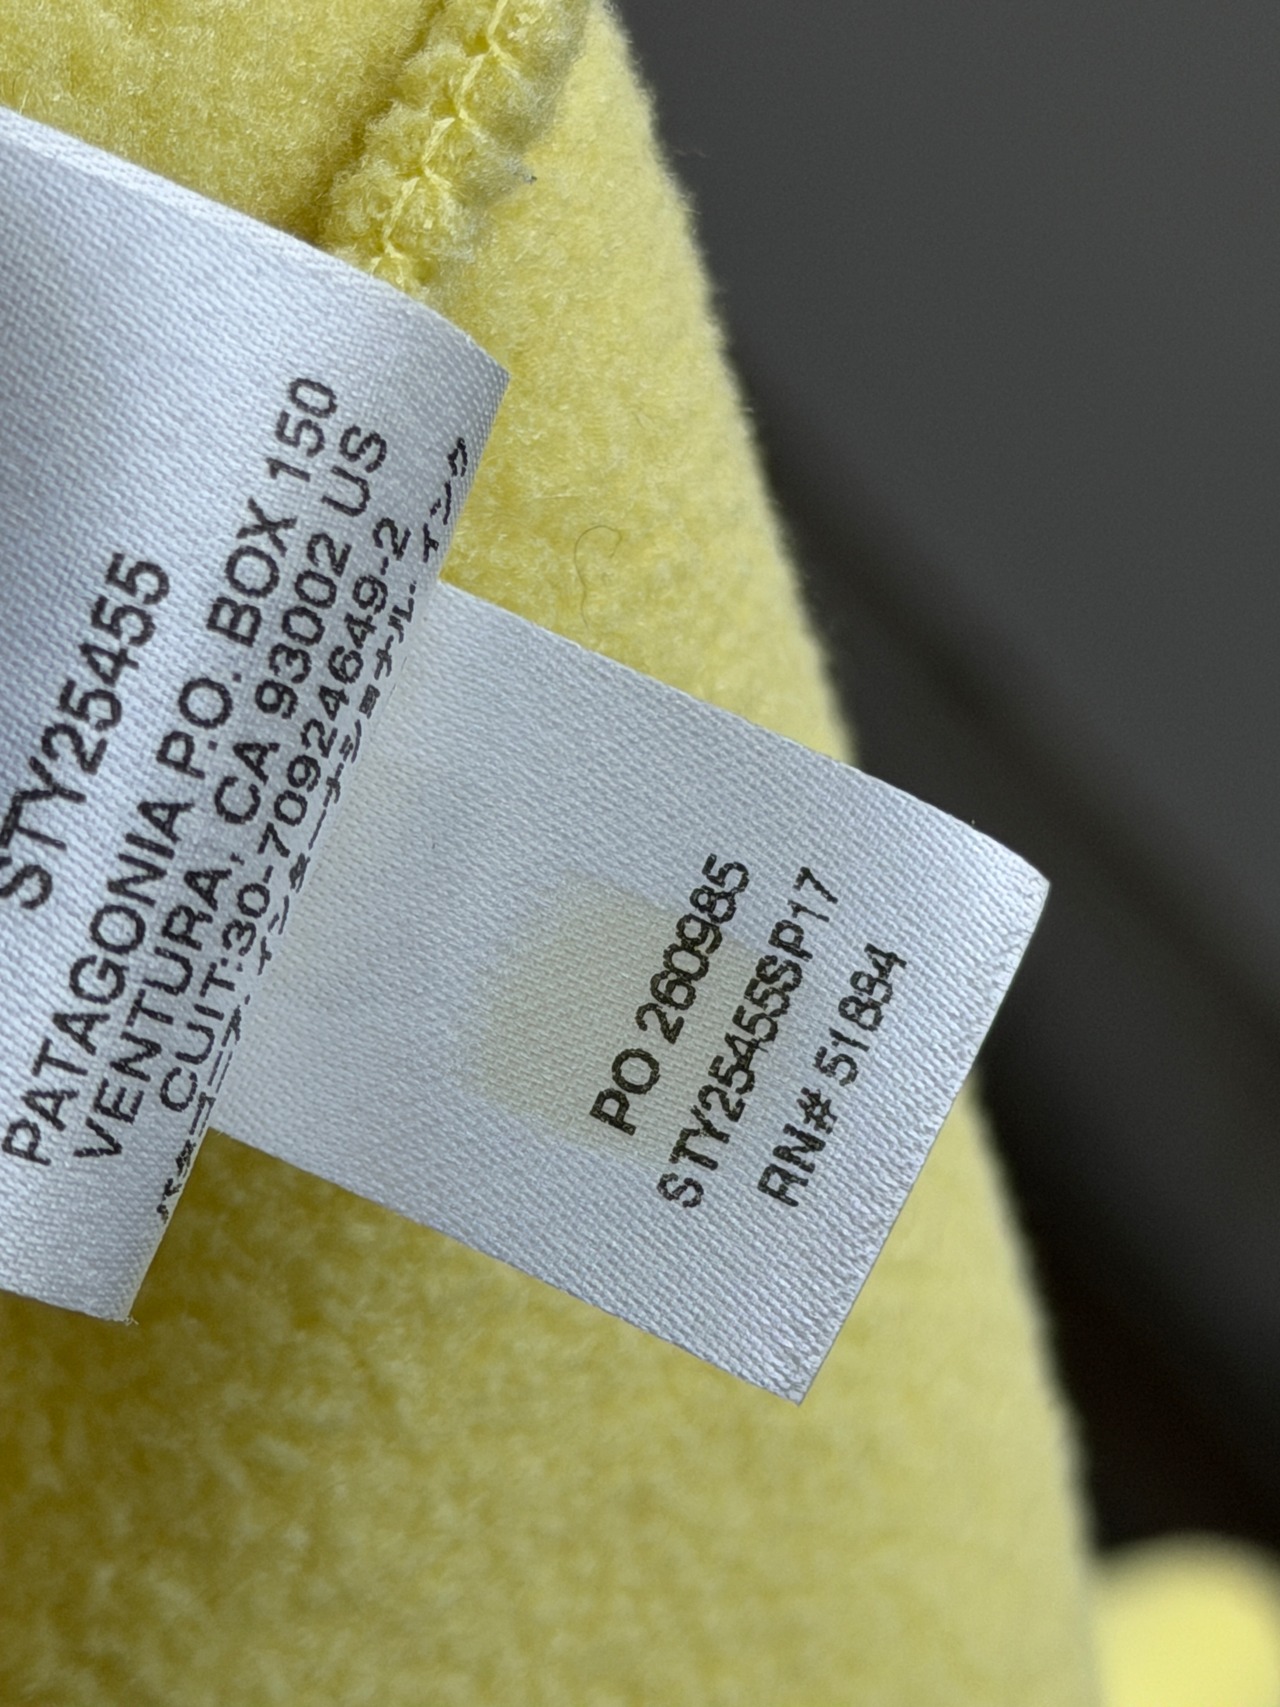 STY25455
PATAGONIA P.O. BOX 150
VENTURA, CA 93002 US
CUIT:30-70924649-2
PO 260985
STY25455SP17
RN# 51884